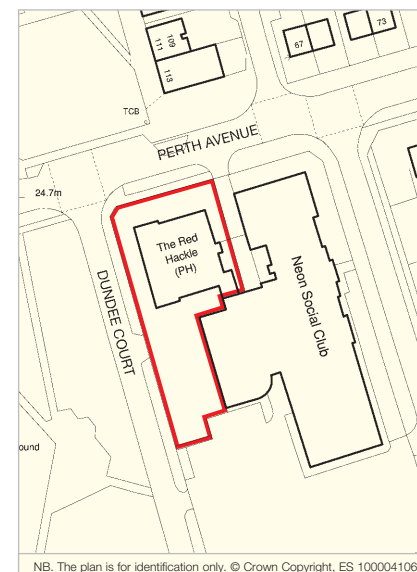 109
111
113
67
73
TCB
PERTH AVENUE
24.7m
The Red
Hackle
(PH)
DUNDEE COURT
Neon Social Club
ound
NB. The plan is for identification only. © Crown Copyright, ES 100004106